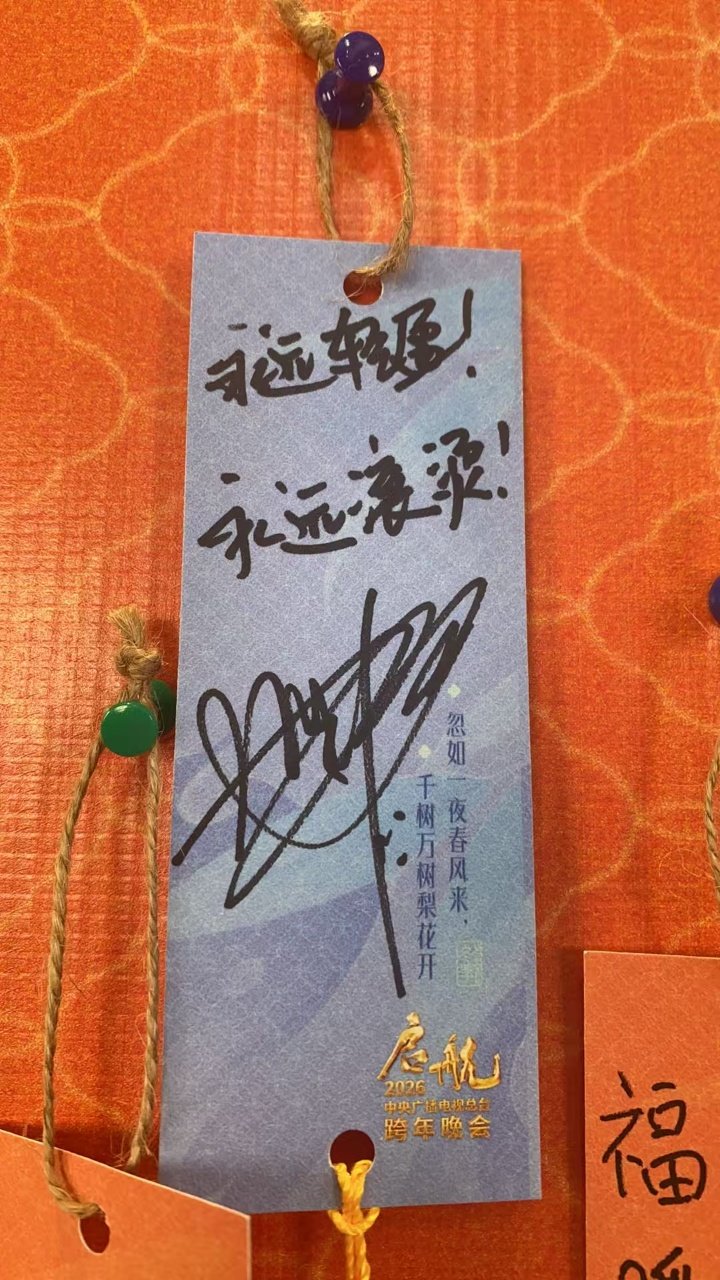 永远轻盈！
永远滚烫！
忽如一夜春风来，
千树万树梨花开
启航
2026
中央广播电视总台
跨年晚会
福